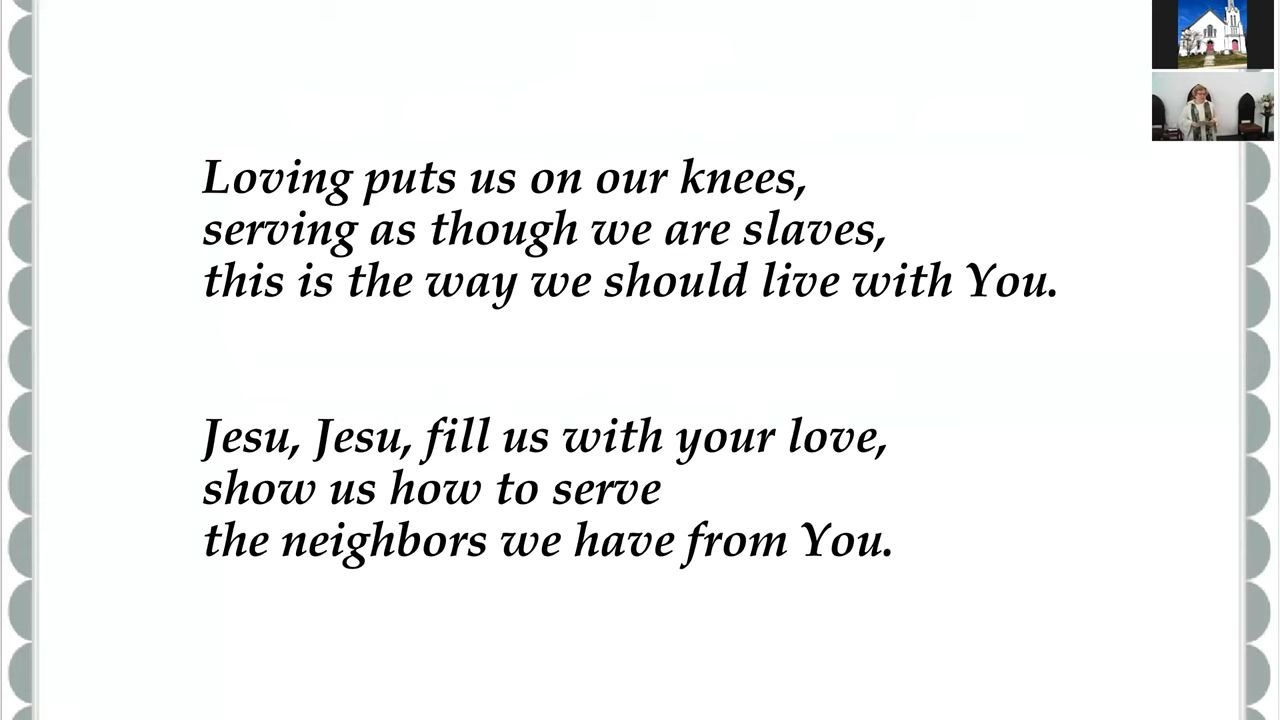 Loving puts us on our knees,
serving as though we are slaves,
this is the way we should live with You.
Jesu, Jesu, fill us with your love,
show us how to serve
the neighbors we have from You.